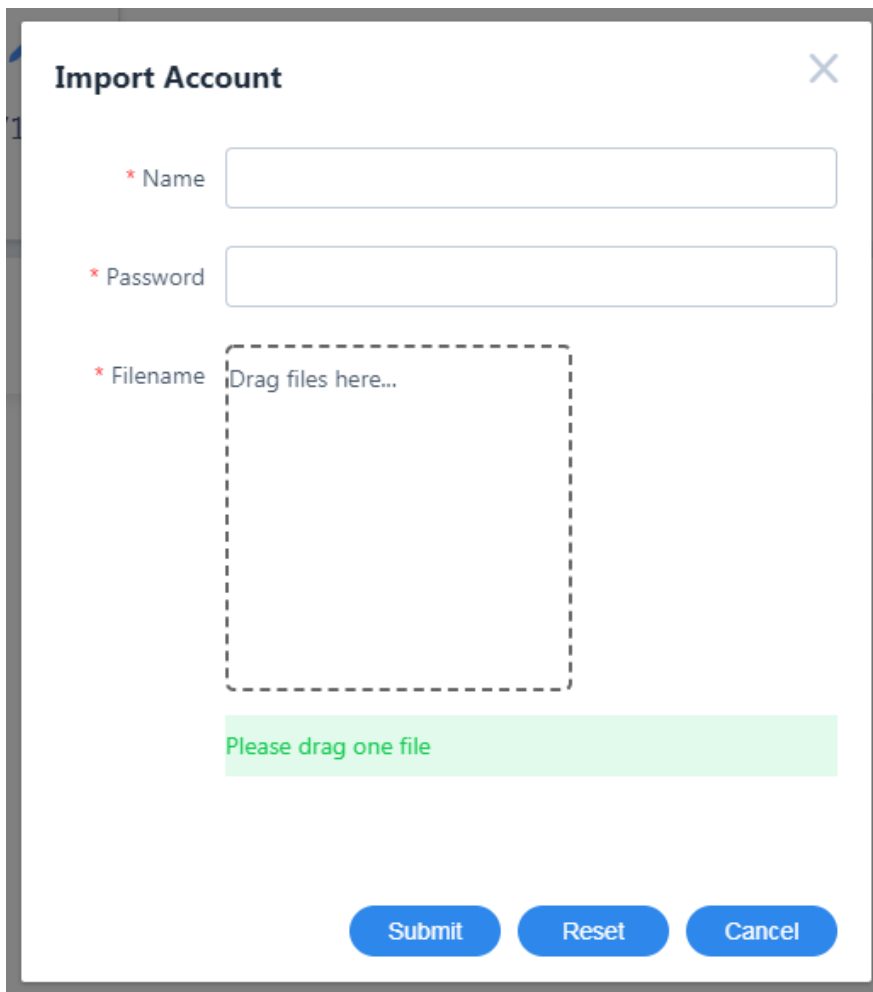 Import Account
* Name
* Password
* Filename
Drag files here...
Please drag one file
Submit
Reset
Cancel